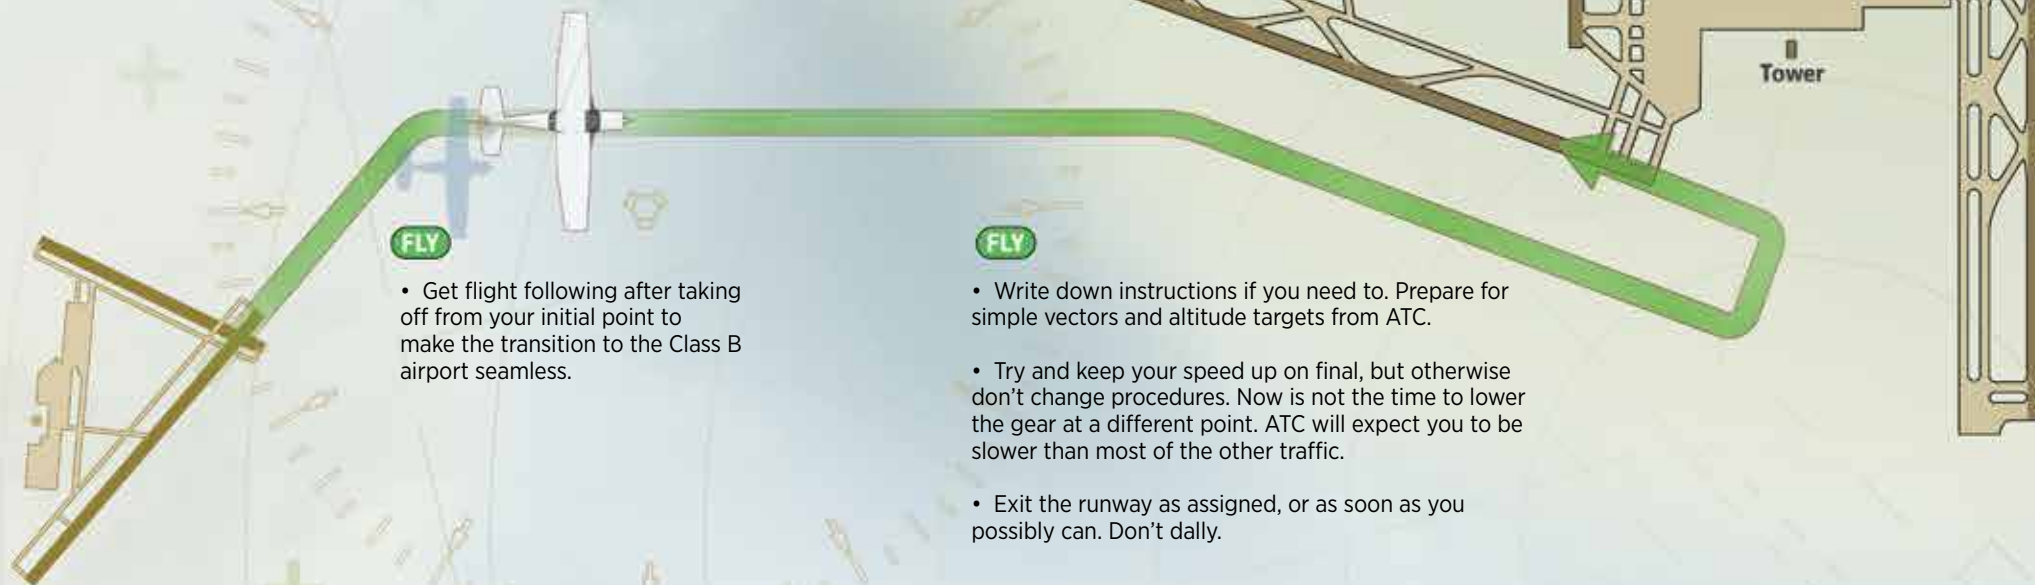 Tower
FLY
• Get flight following after taking
off from your initial point to
make the transition to the Class B
airport seamless.
FLY
• Write down instructions if you need to. Prepare for
simple vectors and altitude targets from ATC.
• Try and keep your speed up on final, but otherwise
don’t change procedures. Now is not the time to lower
the gear at a different point. ATC will expect you to be
slower than most of the other traffic.
• Exit the runway as assigned, or as soon as you
possibly can. Don’t dally.